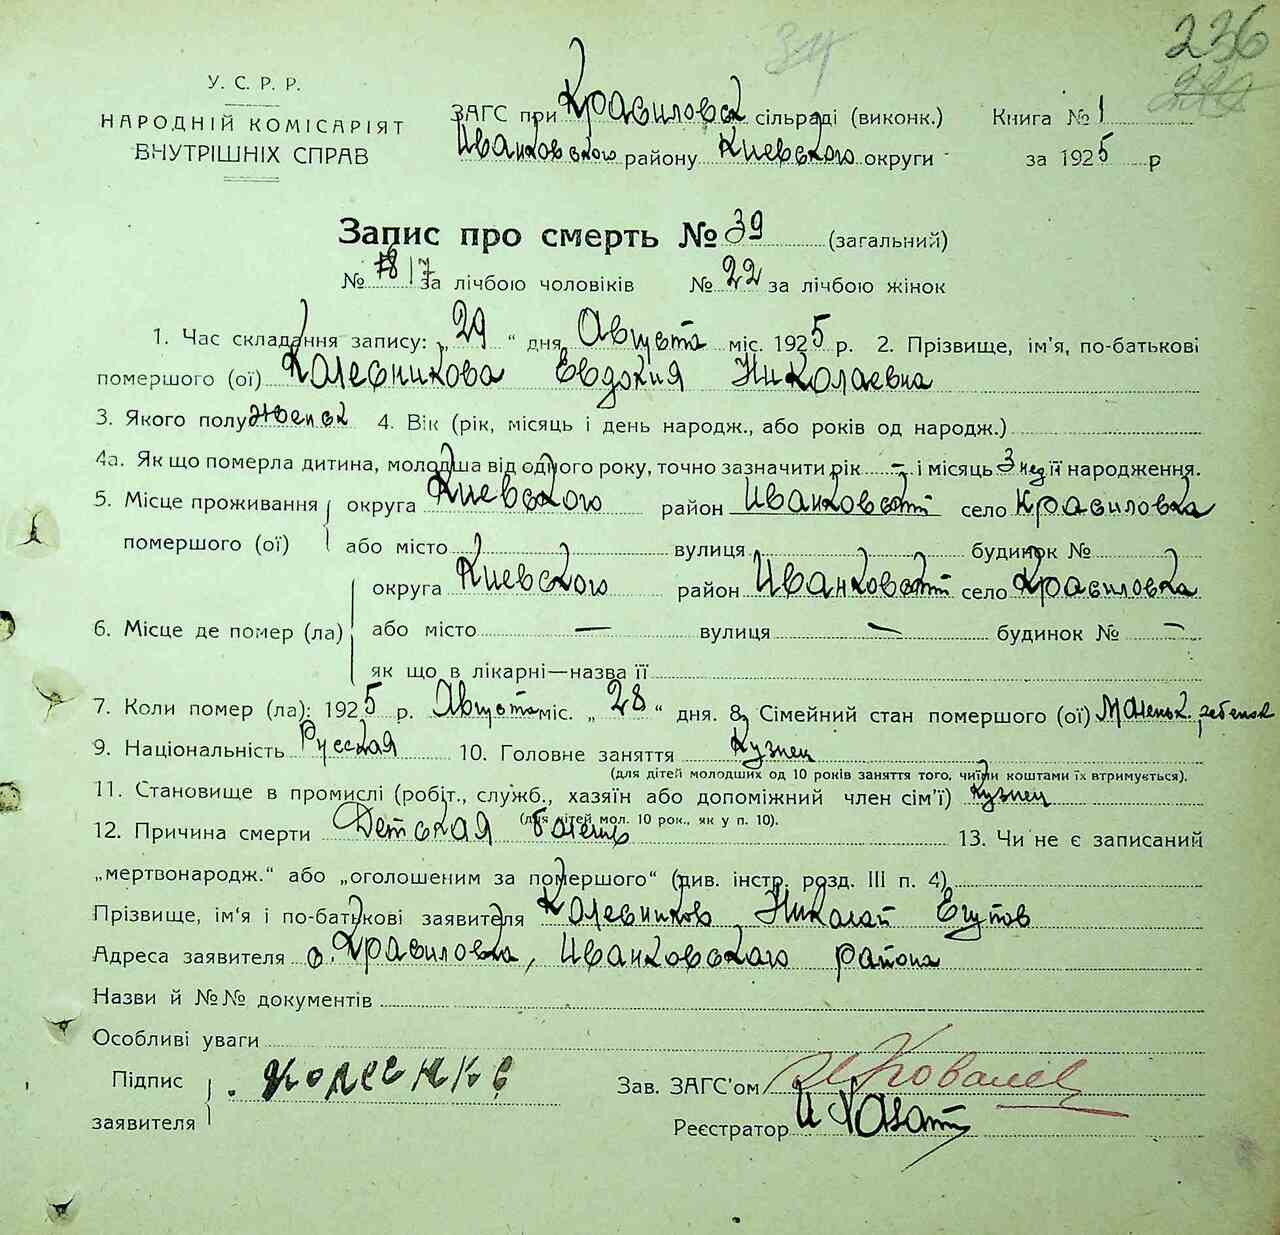 236
34
У. С. Р. Р.
НАРОДНІЙ КОМІСАРІЯТ
ВНУТРІШНІХ СПРАВ
ЗАГС при Красиловск сільраді (виконк.) Книга № 1
Иванковского району Киевского округи за 1925 р
Запис про смерть № 39 (загальний)
№ 17 за лічбою чоловіків № 22 за лічбою жінок
1. Час складання запису: „29“ дня Августа міс. 1925 р. 2. Прізвище, ім'я, по-батькові
помершого (ої) Колесникова Евдокия Николаевна
3. Якого полу женск 4. Вік (рік, місяць і день народж., або років од народж.)
4а. Як що померла дитина, молодша від одного року, точно зазначити рік – і місяць 3 нед її народження.
5. Місце проживання округа Киевского район Иванковский село Красиловка
помершого (ої) або місто вулиця будинок №
округа Киевского район Иванковский село Красиловка
6. Місце де помер (ла) або місто — вулиця — будинок № –
як що в лікарні—назва її
7. Коли помер (ла): 1925 р. Августа міс. „28“ дня. 8. Сімейний стан помершого (ої) Маленьк. ребенок
9. Національність Русская 10. Головне заняття Кузнец
(для дітей молодших од 10 років заняття того, чиїми коштами їх втримується).
11. Становище в промислі (робіт., служб., хазяїн або допоміжний член сім'ї) Кузнец
(для дітей мол. 10 рок., як у п. 10).
12. Причина смерти Детская болезнь 13. Чи не є записаний
„мертвонародж.“ або „оголошеним за помершого“ (див. інстр. розд. III п. 4)
Прізвище, ім'я і по-батькові заявителя Колесников Николай Егупов
Адреса заявителя с. Красиловка, Иванковского района
Назви й №№ документів
Особливі уваги
Підпис
заявителя
Зав. ЗАГС'ом Ковалев
Реєстратор И